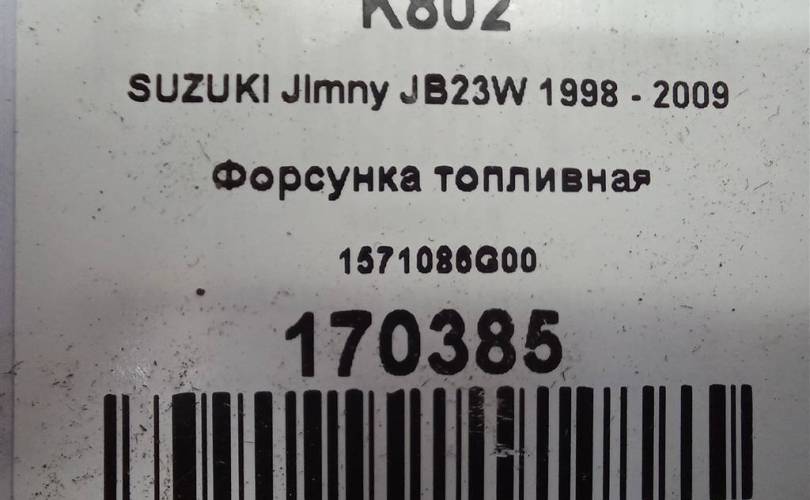 K802
SUZUKI JImny JB23W 1998 - 2009
Форсунка топливная
1571086G00
170385